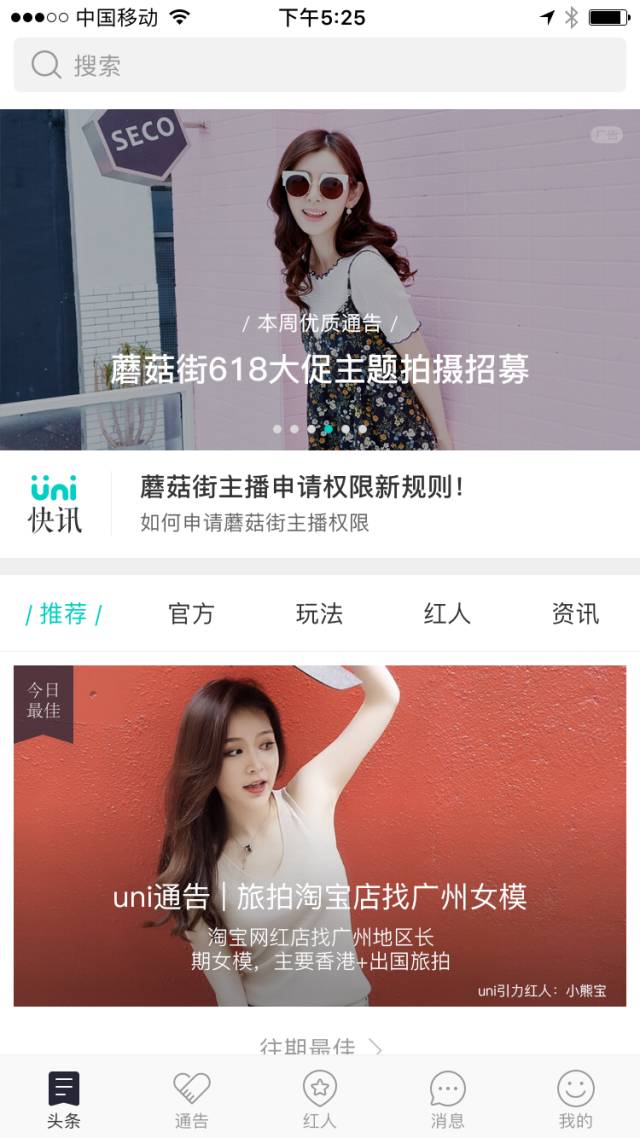 中国移动
下午5:25
搜索
SECO
广告
/ 本周优质通告 /
蘑菇街618大促主题拍摄招募
üni
快讯
蘑菇街主播申请权限新规则!
如何申请蘑菇街主播权限
/ 推荐 /
官方
玩法
红人
资讯
今日
最佳
uni通告 | 旅拍淘宝店找广州女模
淘宝网红店找广州地区长
期女模，主要香港+出国旅拍
uni引力红人：小熊宝
往期最佳 >
头条
通告
红人
消息
我的